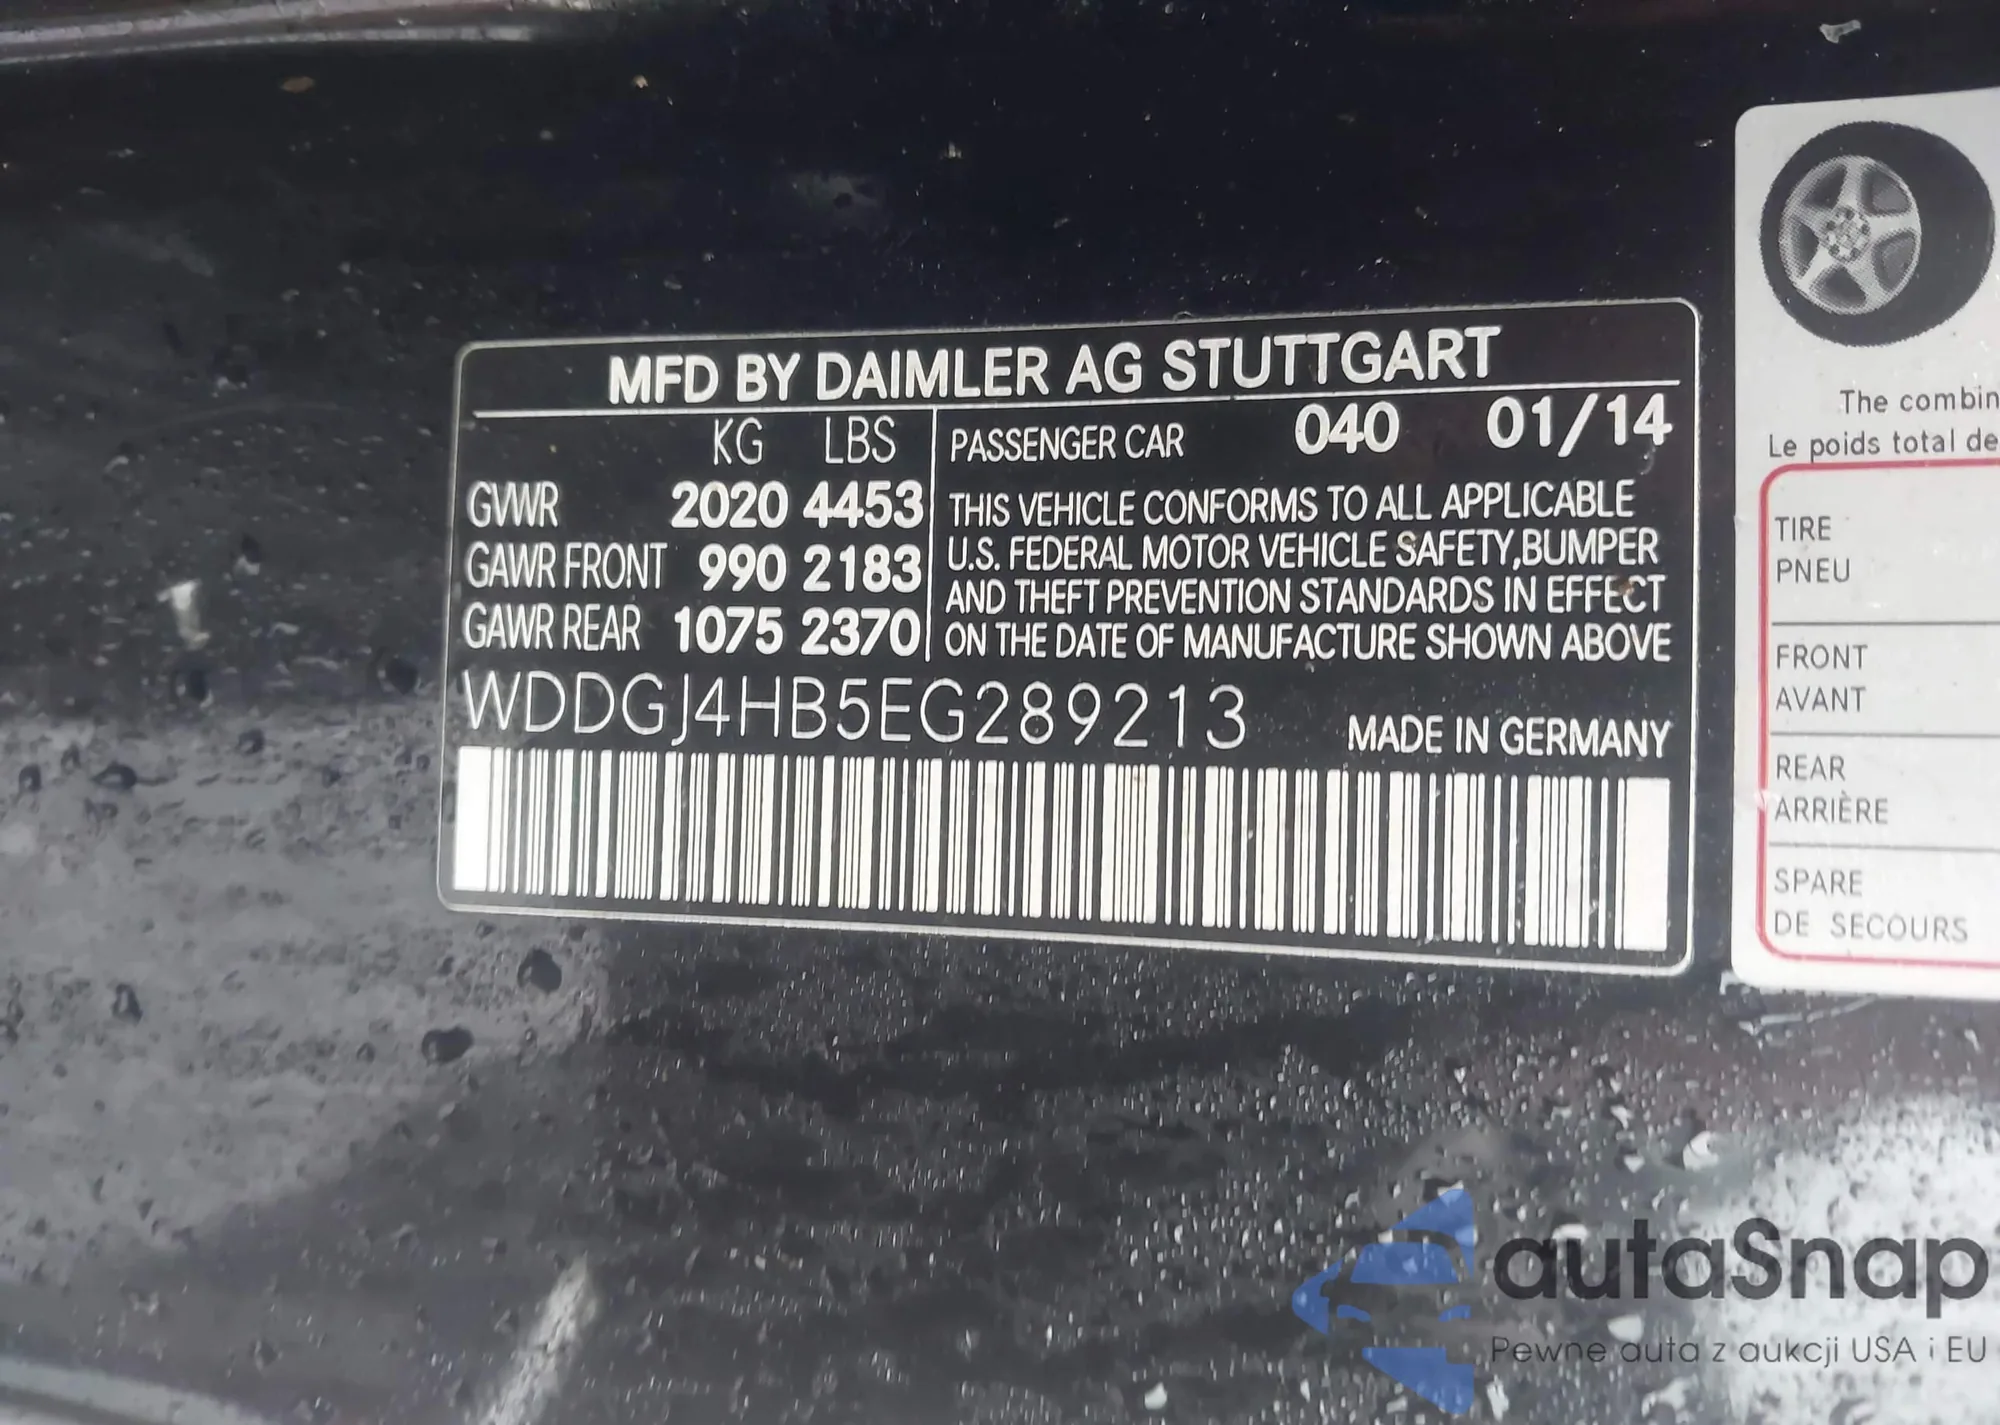 MFD BY DAIMLER AG STUTTGART
KG LBS
GVWR 2020 4453
GAWR FRONT 990 2183
GAWR REAR 1075 2370
PASSENGER CAR 040 01/14
THIS VEHICLE CONFORMS TO ALL APPLICABLE
U.S. FEDERAL MOTOR VEHICLE SAFETY,BUMPER
AND THEFT PREVENTION STANDARDS IN EFFECT
ON THE DATE OF MANUFACTURE SHOWN ABOVE
WDDGJ4HB5EG289213 MADE IN GERMANY
The combin
Le poids total de
TIRE
PNEU
FRONT
AVANT
REAR
ARRIÈRE
SPARE
DE SECOURS
autaSnap
Pewne auta z aukcji USA i EU